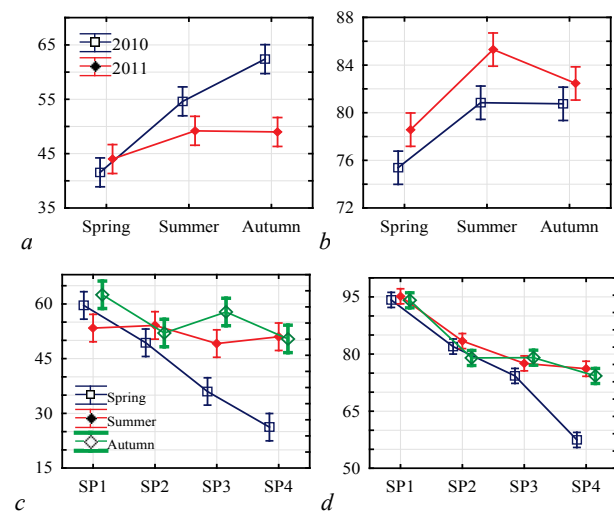 2010
2011
65
55
45
35
Spring
Summer
Autumn
a
88
84
80
76
72
Spring
Summer
Autumn
b
60
45
30
15
Spring
Summer
Autumn
SP1
SP2
SP3
SP4
c
95
80
65
50
SP1
SP2
SP3
SP4
d